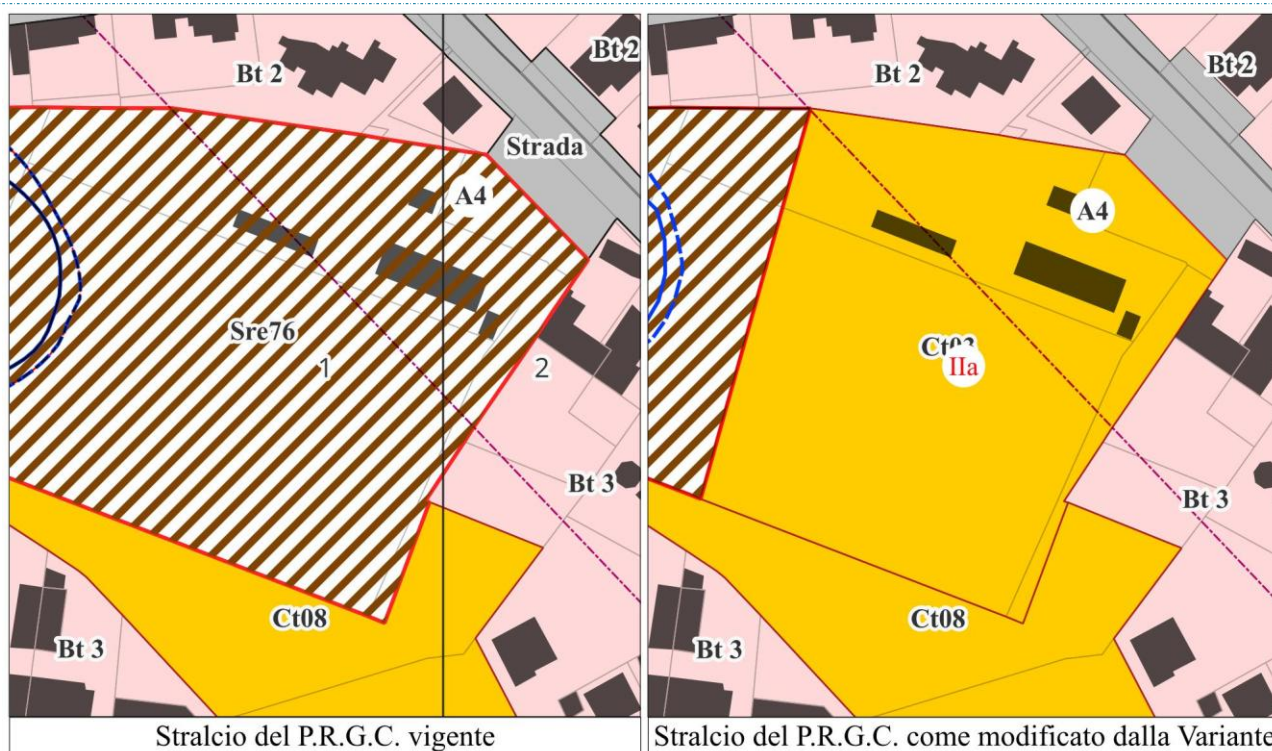 Bt 2
Bt 2
Strada
A4
Sre76
1
2
Bt 3
Ct08
Bt 3
Stralcio del P.R.G.C. vigente
Bt 2
Bt 2
A4
IIa
Bt 3
Ct08
Bt 3
Stralcio del P.R.G.C. come modificato dalla Variante